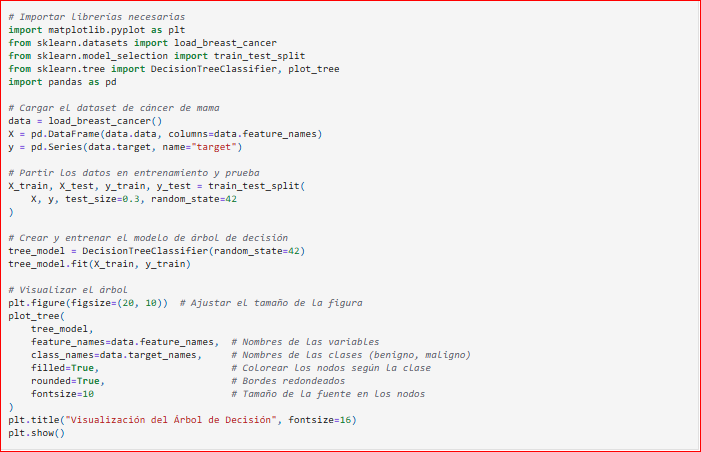 # Importar Librerías necesarias
import matplotlib.pyplot as plt
from sklearn.datasets import load_breast_cancer
from sklearn.model_selection import train_test_split
from sklearn.tree import DecisionTreeClassifier, plot_tree
import pandas as pd

# Cargar el dataset de cáncer de mama
data = load_breast_cancer()
X = pd.DataFrame(data.data, columns=data.feature_names)
y = pd.Series(data.target, name="target")

# Partir los datos en entrenamiento y prueba
X_train, X_test, y_train, y_test = train_test_split(
    X, y, test_size=0.3, random_state=42
)

# Crear y entrenar el modelo de árbol de decisión
tree_model = DecisionTreeClassifier(random_state=42)
tree_model.fit(X_train, y_train)

# Visualizar el árbol
plt.figure(figsize=(20, 10))  # Ajustar el tamaño de la figura
plot_tree(
    tree_model,
    feature_names=data.feature_names,  # Nombres de las variables
    class_names=data.target_names,     # Nombres de las clases (benigno, maligno)
    filled=True,                       # Colorear los nodos según la clase
    rounded=True,                      # Bordes redondeados
    fontsize=10                        # Tamaño de la fuente en los nodos
)
plt.title("Visualización del Árbol de Decisión", fontsize=16)
plt.show()